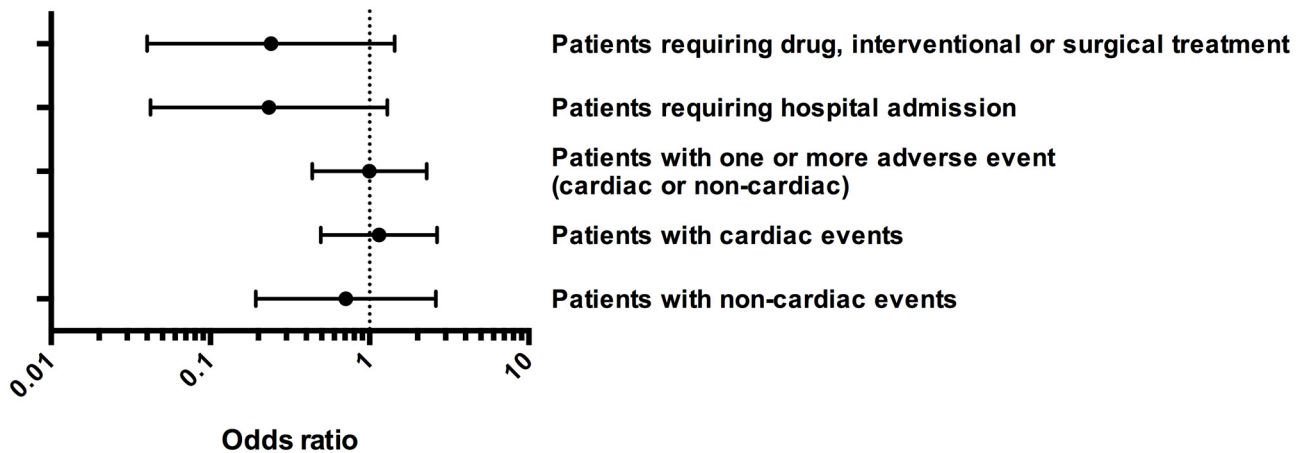 Patients requiring drug, interventional or surgical treatment
Patients requiring hospital admission
Patients with one or more adverse event
(cardiac or non-cardiac)
Patients with cardiac events
Patients with non-cardiac events
0.01
0.1
1
10
Odds ratio